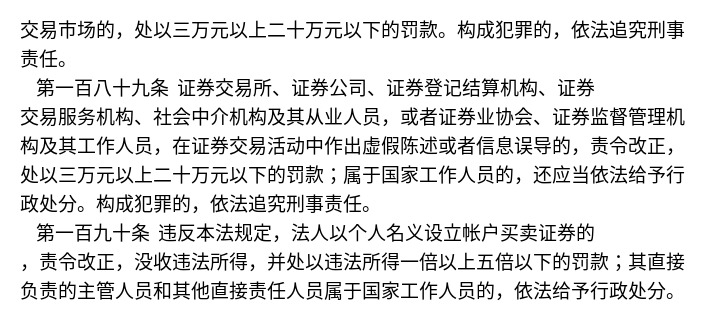 交易市场的，处以三万元以上二十万元以下的罚款。构成犯罪的，依法追究刑事
责任。
第一百八十九条 证券交易所、证券公司、证券登记结算机构、证券
交易服务机构、社会中介机构及其从业人员，或者证券业协会、证券监督管理机
构及其工作人员，在证券交易活动中作出虚假陈述或者信息误导的，责令改正，
处以三万元以上二十万元以下的罚款；属于国家工作人员的，还应当依法给予行
政处分。构成犯罪的，依法追究刑事责任。
第一百九十条 违反本法规定，法人以个人名义设立帐户买卖证券的
，责令改正，没收违法所得，并处以违法所得一倍以上五倍以下的罚款；其直接
负责的主管人员和其他直接责任人员属于国家工作人员的，依法给予行政处分。